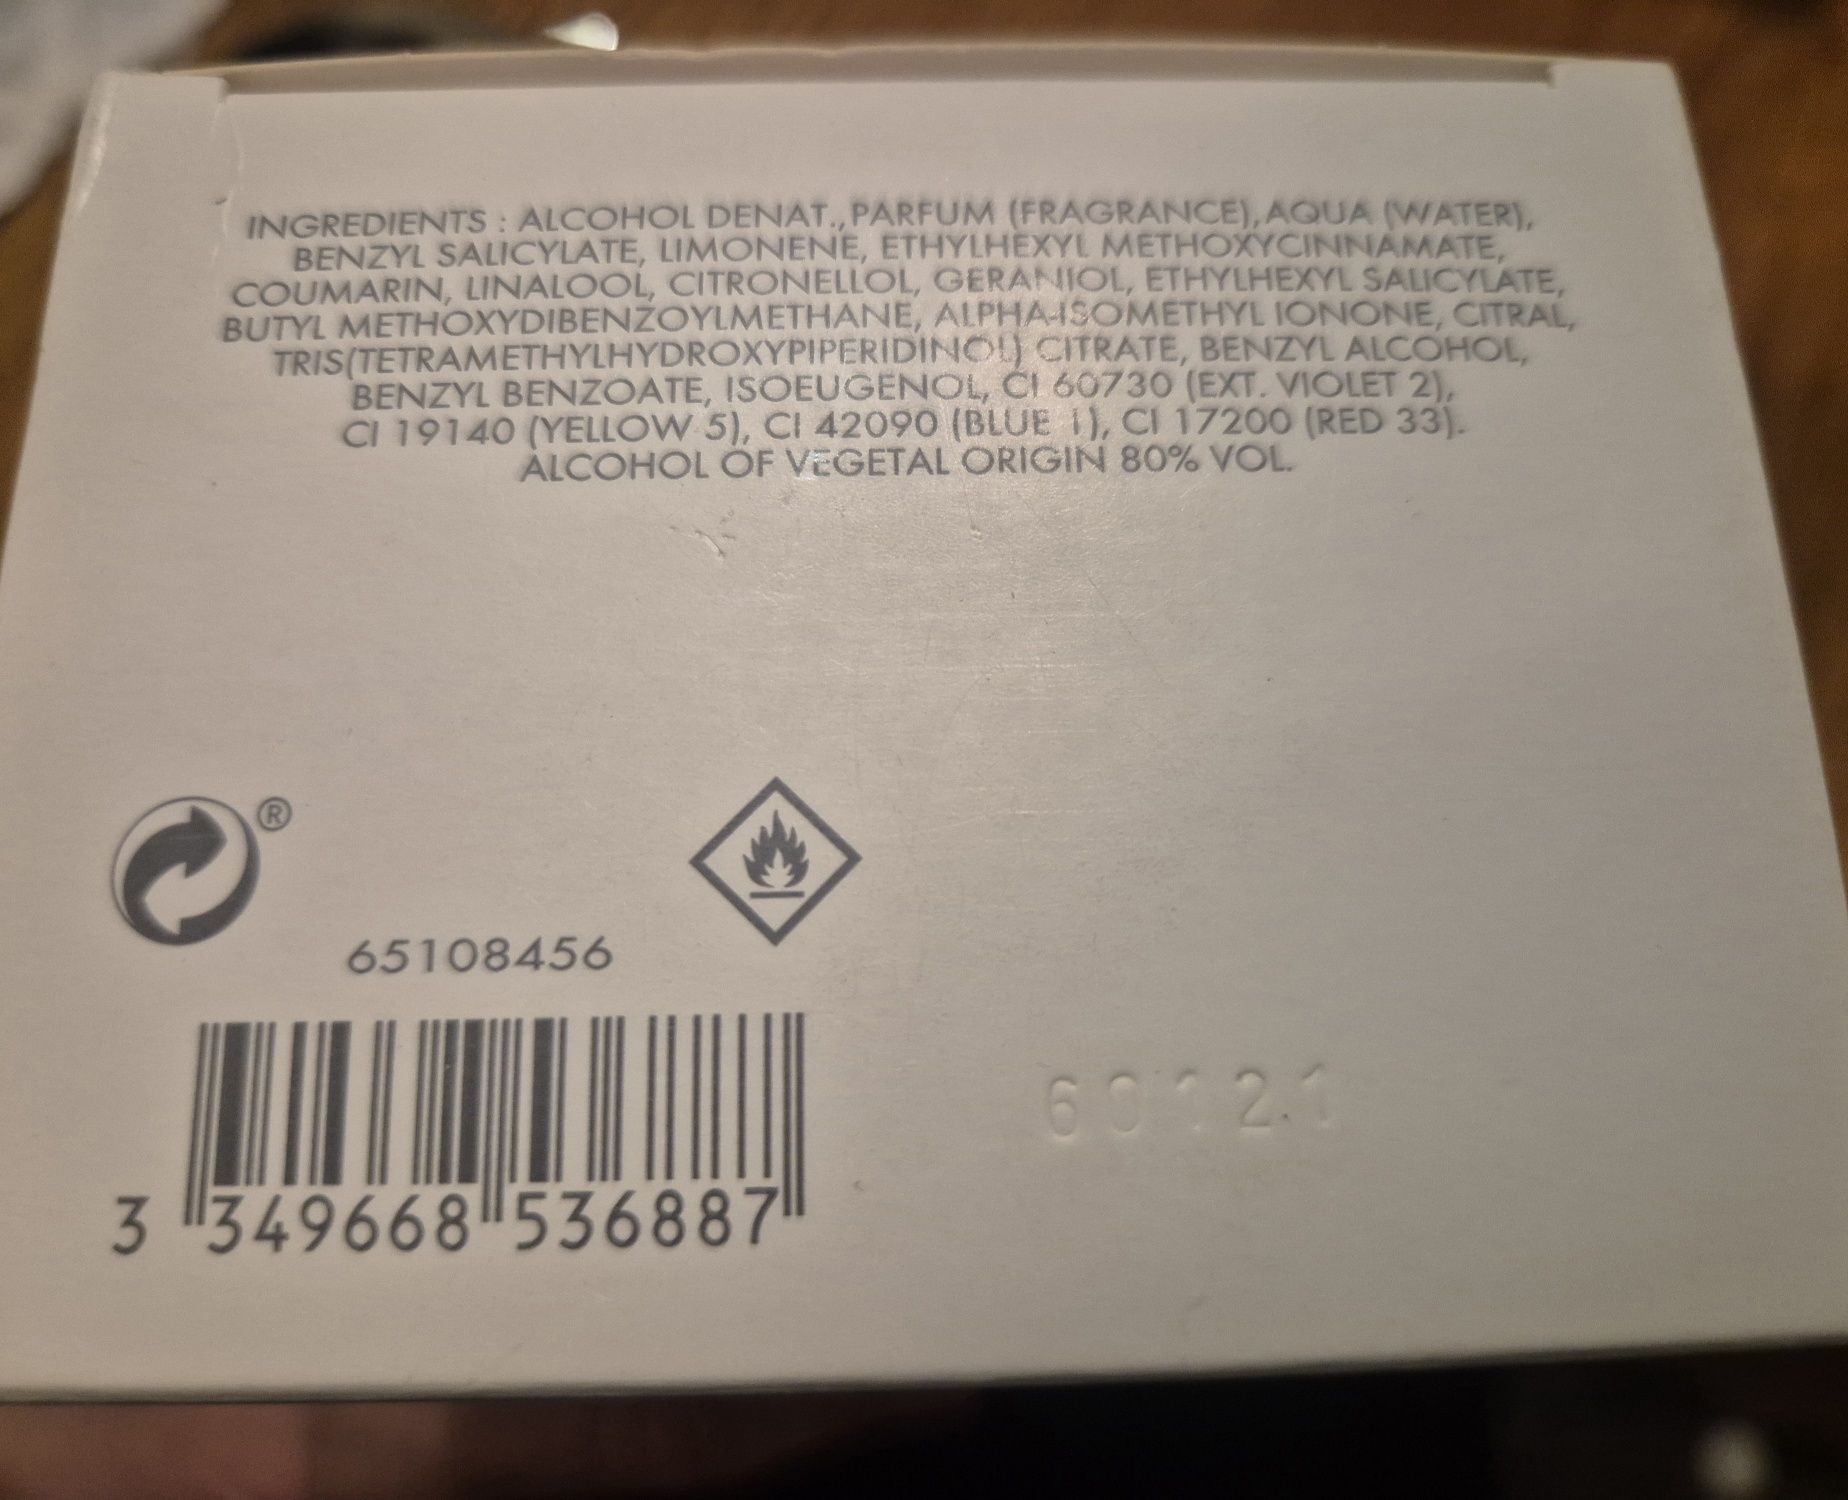 INGREDIENTS : ALCOHOL DENAT., PARFUM (FRAGRANCE), AQUA (WATER),
BENZYL SALICYLATE, LIMONENE, ETHYLHEXYL METHOXYCINNAMATE,
COUMARIN, LINALOOL, CITRONELLOL, GERANIOL, ETHYLHEXYL SALICYLATE,
BUTYL METHOXYDIBENZOYLMETHANE, ALPHA-ISOMETHYL IONONE, CITRAL,
TRIS(TETRAMETHYLHYDROXYPIPERIDINOL) CITRATE, BENZYL ALCOHOL,
BENZYL BENZOATE, ISOEUGENOL, CI 60730 (EXT. VIOLET 2),
CI 19140 (YELLOW 5), CI 42090 (BLUE 1), CI 17200 (RED 33).
ALCOHOL OF VEGETAL ORIGIN 80% VOL.
®
65108456
3 349668 536887
60121